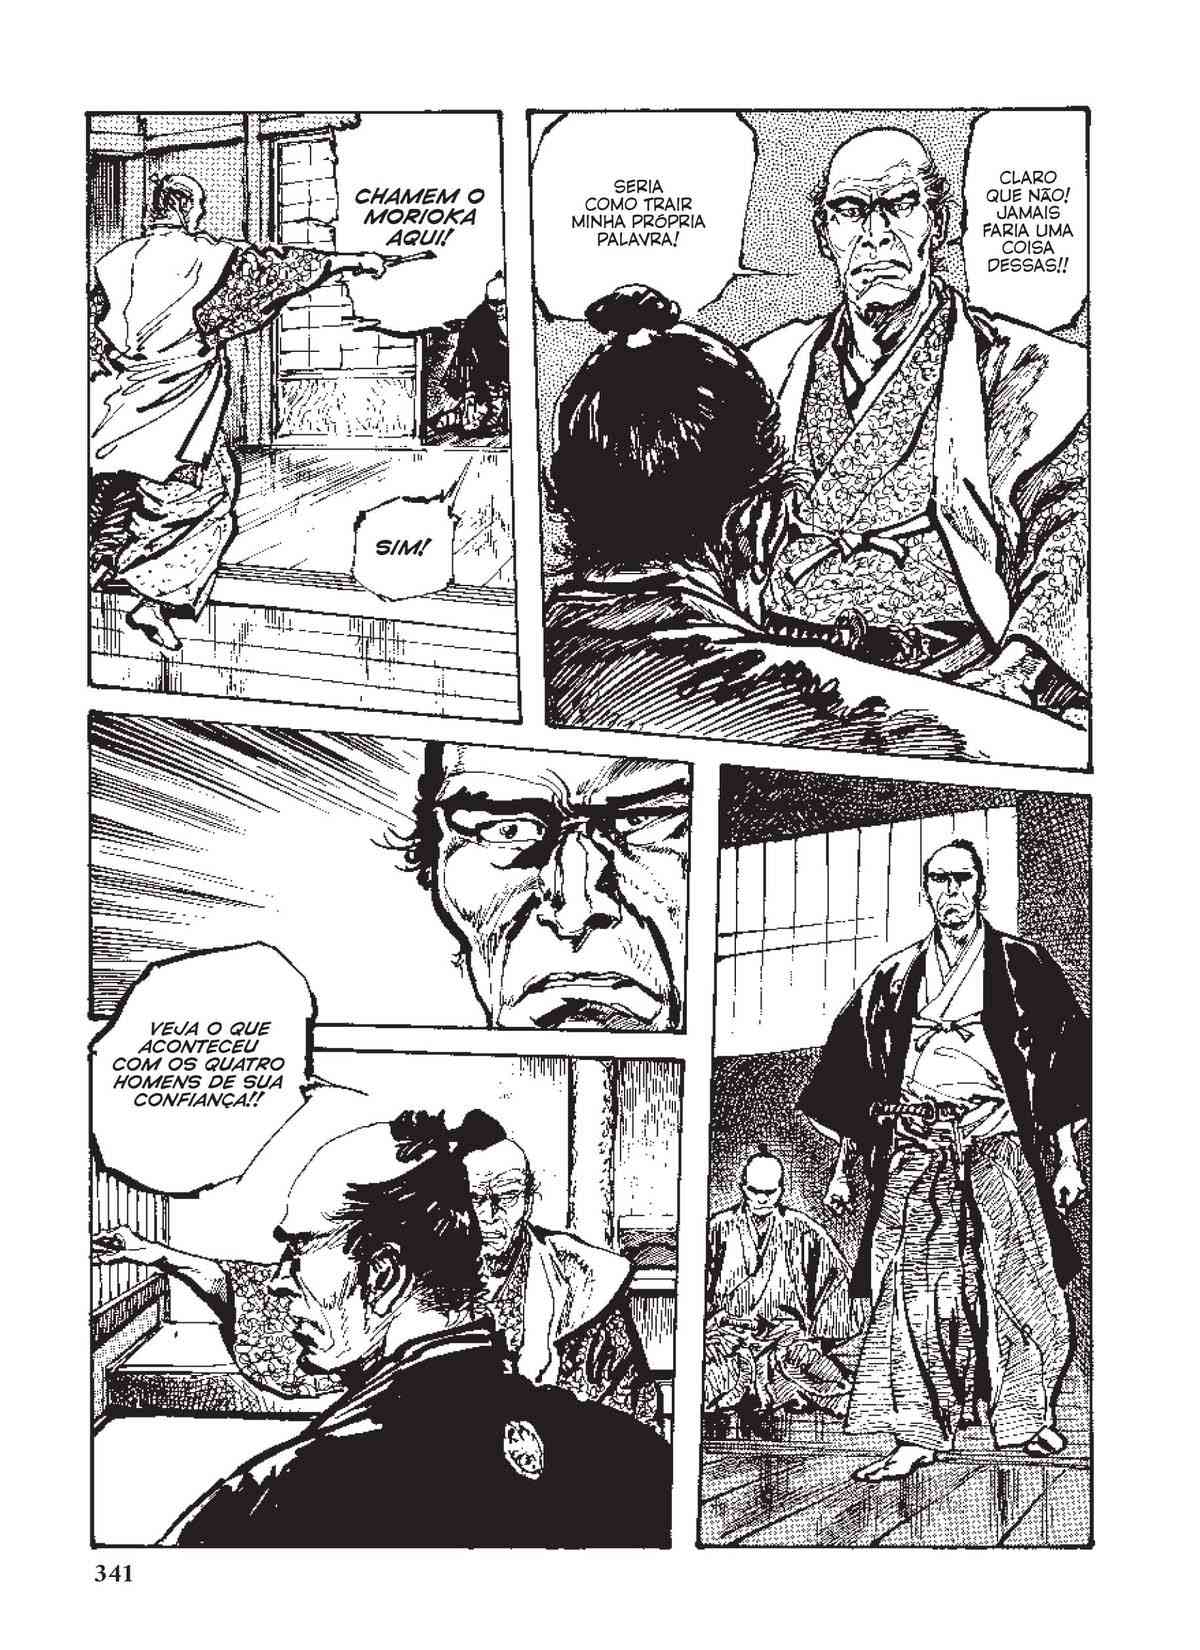 CLARO
QUE NÃO!
JAMAIS
FARIA UMA
COISA
DESSAS!!
SERIA
COMO TRAIR
MINHA PRÓPRIA
PALAVRA!
CHAMEM O
MORIOKA
AQUI!
SIM!
VEJA O QUE
ACONTECEU
COM OS QUATRO
HOMENS DE SUA
CONFIANÇA!!
341